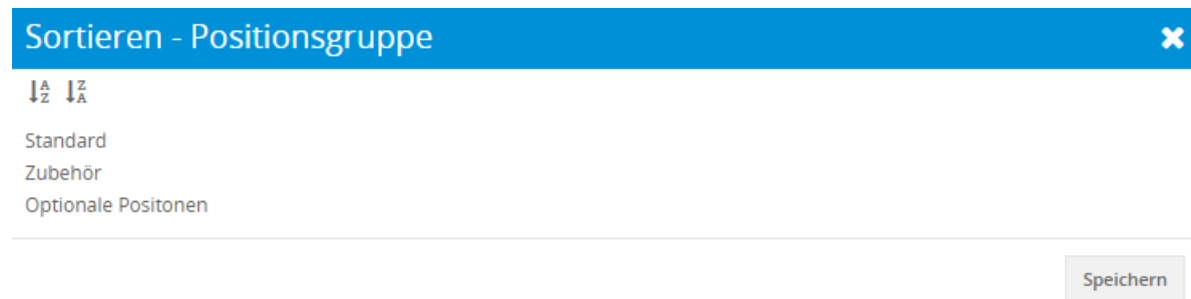 Sortieren - Positionsgruppe
Standard
Zubehör
Optionale Positonen
Speichern